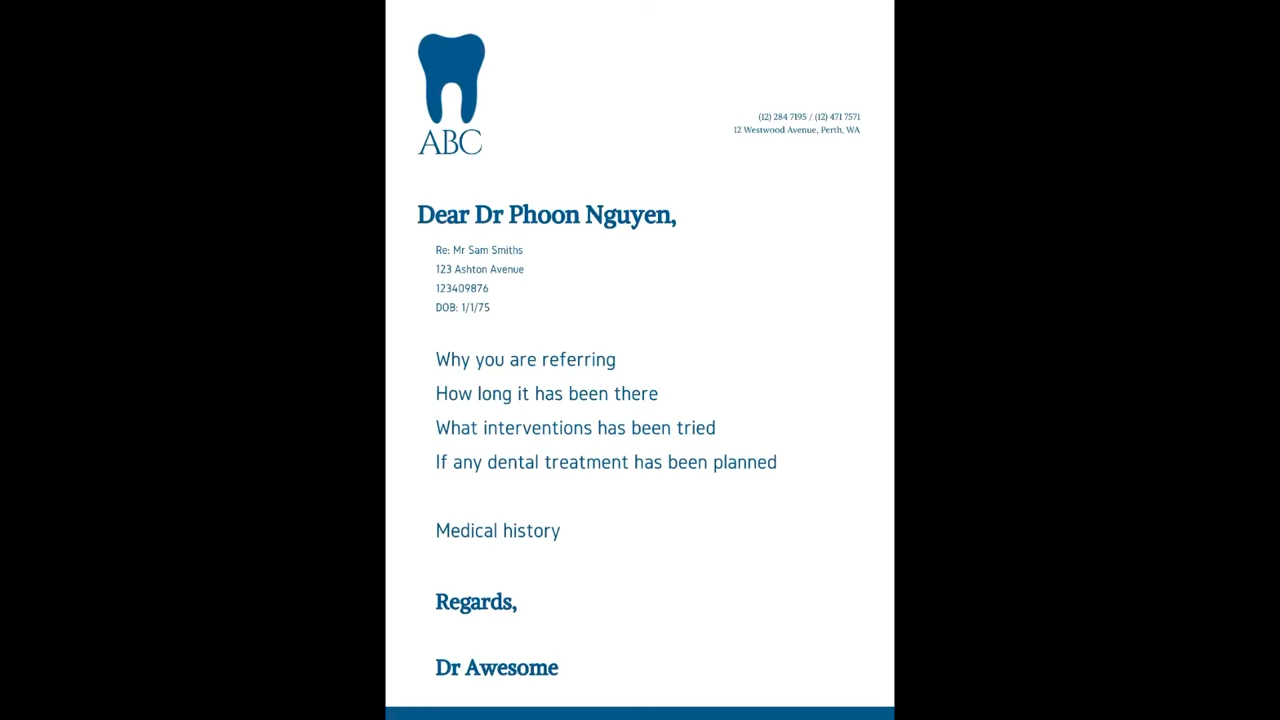 ABC
(12) 284 7195 / (12) 471 7571
12 Westwood Avenue, Perth, WA
Dear Dr Phoon Nguyen,
Re: Mr Sam Smiths
123 Ashton Avenue
123409876
DOB: 1/1/75
Why you are referring
How long it has been there
What interventions has been tried
If any dental treatment has been planned
Medical history
Regards,
Dr Awesome